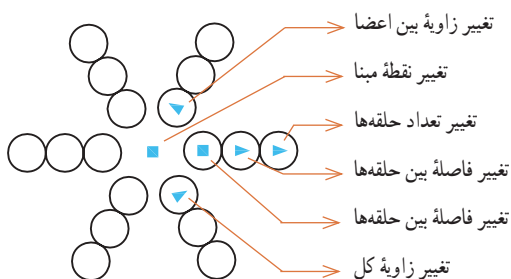 تغییر زاویهٔ بین اعضا
تغییر نقطهٔ مبنا
تغییر تعداد حلقه‌ها
تغییر فاصلهٔ بین حلقه‌ها
تغییر فاصلهٔ بین حلقه‌ها
تغییر زاویهٔ کل